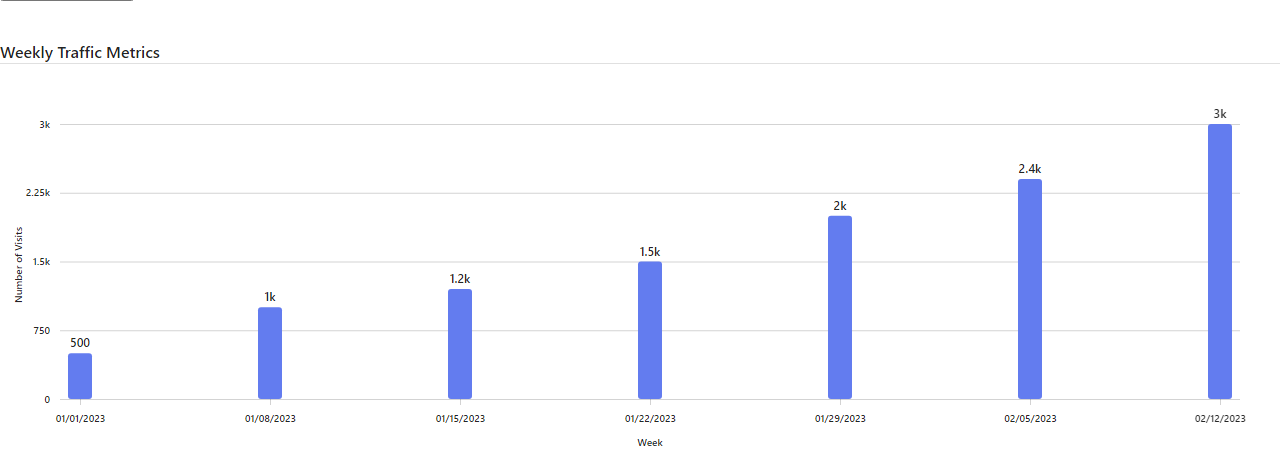 Weekly Traffic Metrics
3k
3k
2.4k
2.25k
2k
1.5k
1.5k
1.2k
1k
750
500
0
Number of Visits
01/01/2023 01/08/2023 01/15/2023 01/22/2023 01/29/2023 02/05/2023 02/12/2023
Week